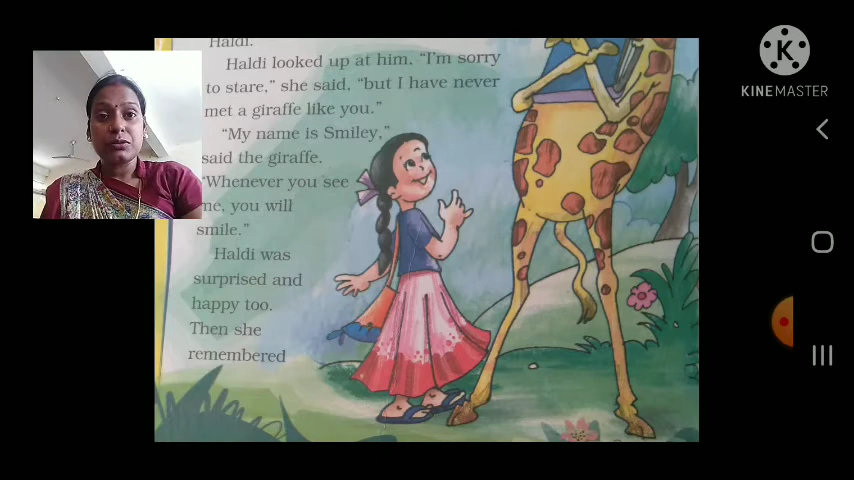 Haldi.
Haldi looked up at him. "I'm sorry
to stare," she said, "but I have never
met a giraffe like you."
"My name is Smiley,"
said the giraffe.
"Whenever you see
me, you will
smile."
Haldi was
surprised and
happy too.
Then she
remembered
KINEMASTER